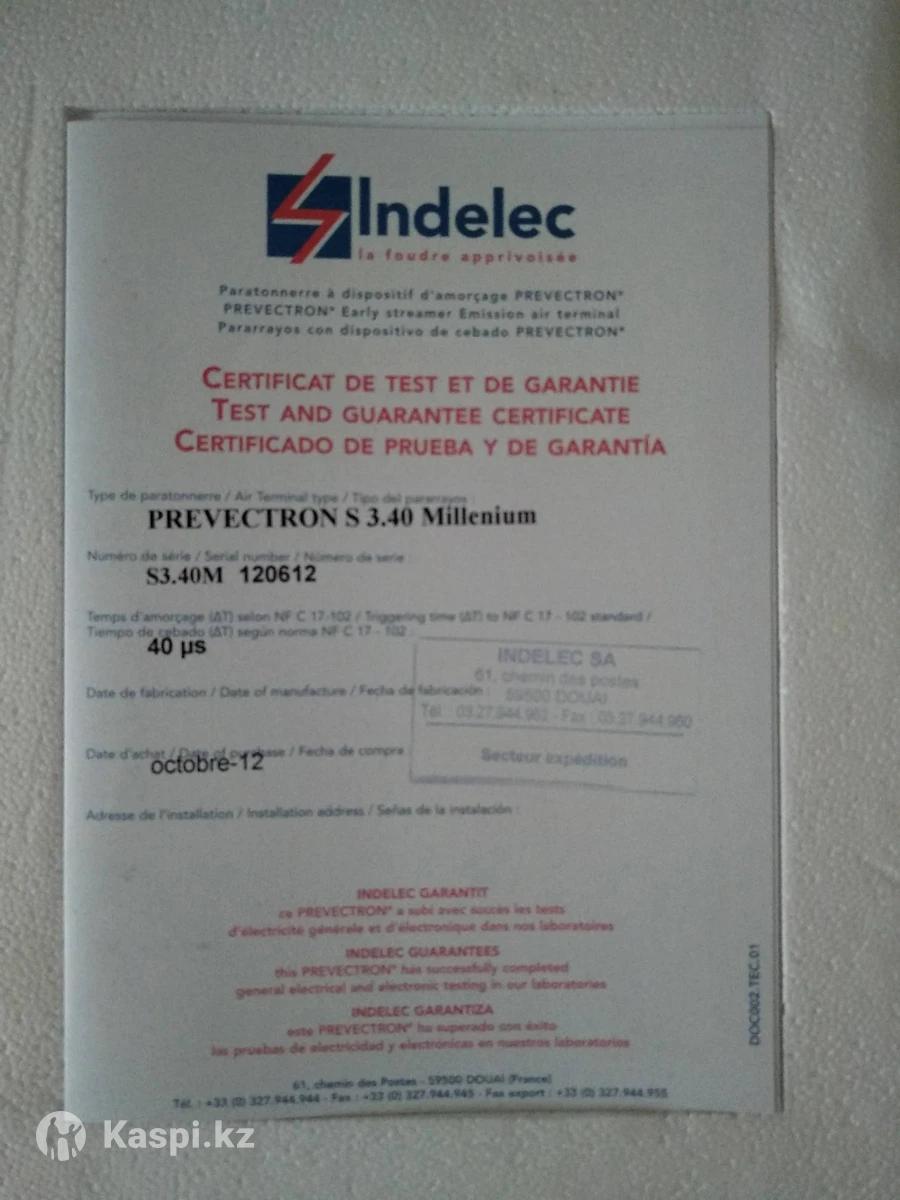 Indelec
la foudre apprivoisée
Paratonnerre à dispositif d'amorçage PREVECTRON®
PREVECTRON® Early streamer Emission air terminal
Pararrayos con dispositivo de cebado PREVECTRON®
CERTIFICAT DE TEST ET DE GARANTIE
TEST AND GUARANTEE CERTIFICATE
CERTIFICADO DE PRUEBA Y DE GARANTÍA
Type de paratonnerre / Air Terminal type / Tipo del pararrayos :
PREVECTRON S 3.40 Millenium
Numéro de série / Serial number / Número de serie :
S3.40M 120612
Temps d'amorçage (ΔT) selon NF C 17-102 / Triggering time (ΔT) to NF C 17 - 102 standard /
Tiempo de cebado (ΔT) según norma NF C 17 - 102 :
40 µs
INDELEC SA
61, chemin des postes
59500 DOUAI
Tél : 03.27.944.962 - Fax : 03.27.944.960
Secteur expédition
Date de fabrication / Date of manufacture / Fecha de fabricación :
Date d'achat / Date of purchase / Fecha de compra :
octobre-12
Adresse de l'installation / Installation address / Señas de la instalación :
INDELEC GARANTIT
ce PREVECTRON® a subi avec succès les tests
d'électricité générale et d'électronique dans nos laboratoires
INDELEC GUARANTEES
this PREVECTRON® has successfully completed
general electrical and electronic testing in our laboratories
INDELEC GARANTIZA
este PREVECTRON® ha superado con éxito
las pruebas de electricidad y electrónicas en nuestros laboratorios
61, chemin des Postes - 59500 DOUAI (France)
Tél. : +33 (0) 327.944.944 - Fax : +33 (0) 327.944.945 - Fax export : +33 (0) 327.944.955
DOC002.TEC.01
Kaspi.kz